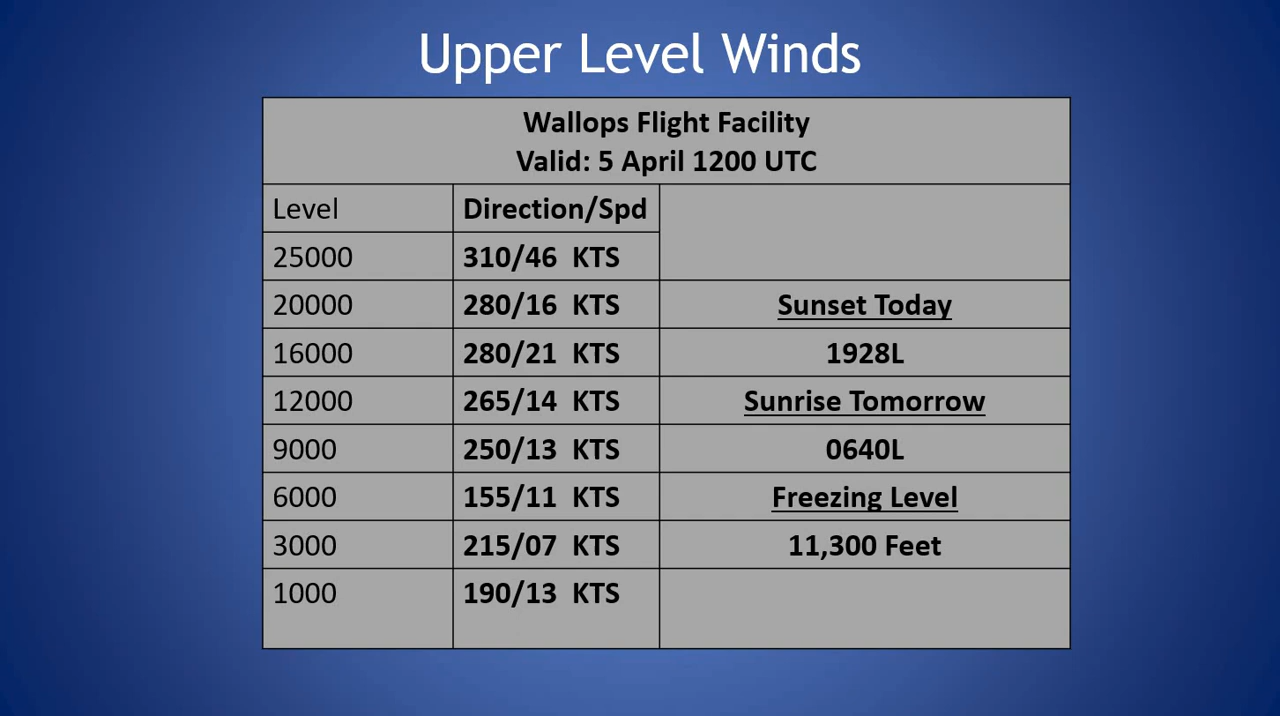 Upper Level Winds
Wallops Flight Facility
Valid: 5 April 1200 UTC
Level Direction/Spd
25000 310/46 KTS
20000 280/16 KTS Sunset Today
16000 280/21 KTS 1928L
12000 265/14 KTS Sunrise Tomorrow
9000 250/13 KTS 0640L
6000 155/11 KTS Freezing Level
3000 215/07 KTS 11,300 Feet
1000 190/13 KTS